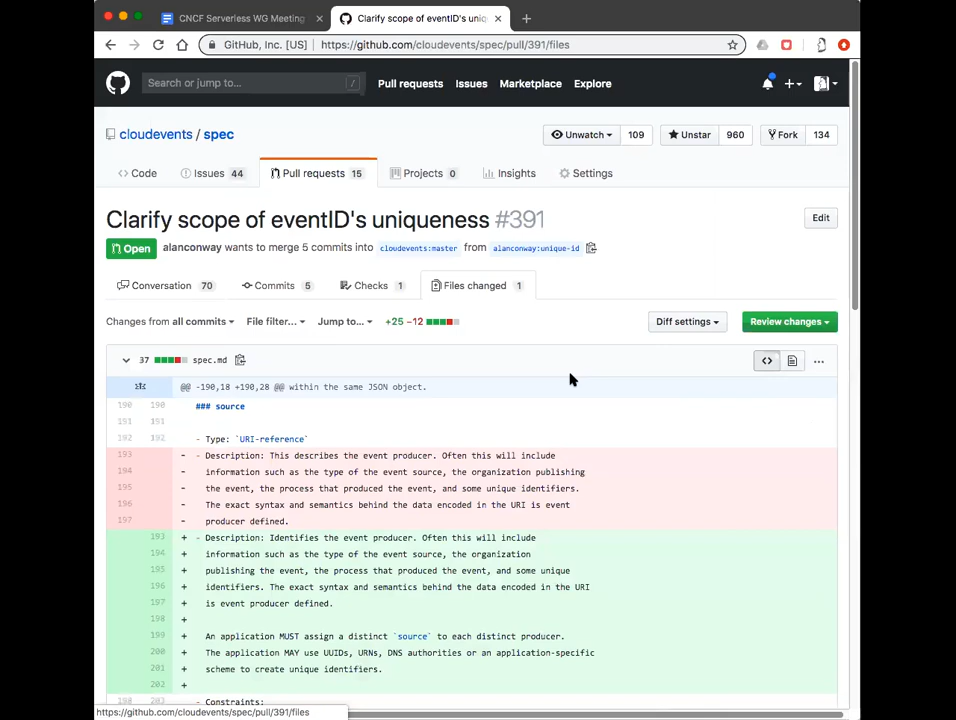 CNCF Serverless WG Meeting
Clarify scope of eventID's uniq
GitHub, Inc. [US] https://github.com/cloudevents/spec/pull/391/files
Search or jump to... /
Pull requests Issues Marketplace Explore
cloudevents / spec
Unwatch 109 Unstar 960 Fork 134
Code Issues 44 Pull requests 15 Projects 0 Insights Settings
Clarify scope of eventID's uniqueness #391
Edit
Open alanconway wants to merge 5 commits into cloudevents:master from alanconway:unique-id
Conversation 70 Commits 5 Checks 1 Files changed 1
Changes from all commits File filter... Jump to... +25 −12
Diff settings Review changes
37 spec.md
@@ -190,18 +190,28 @@ within the same JSON object.
190 190 ### source
191 191
192 192 - Type: `URI-reference`
193 - - Description: This describes the event producer. Often this will include
194 - information such as the type of the event source, the organization publishing
195 - the event, the process that produced the event, and some unique identifiers.
196 - The exact syntax and semantics behind the data encoded in the URI is event
197 - producer defined.
193 + - Description: Identifies the event producer. Often this will include
194 + information such as the type of the event source, the organization
195 + publishing the event, the process that produced the event, and some unique
196 + identifiers. The exact syntax and semantics behind the data encoded in the URI
197 + is event producer defined.
198 +
199 + An application MUST assign a distinct `source` to each distinct producer.
200 + The application MAY use UUIDs, URNs, DNS authorities or an application-specific
201 + scheme to create unique identifiers.
202 +
198 203 - Constraints:
https://github.com/cloudevents/spec/pull/391/files